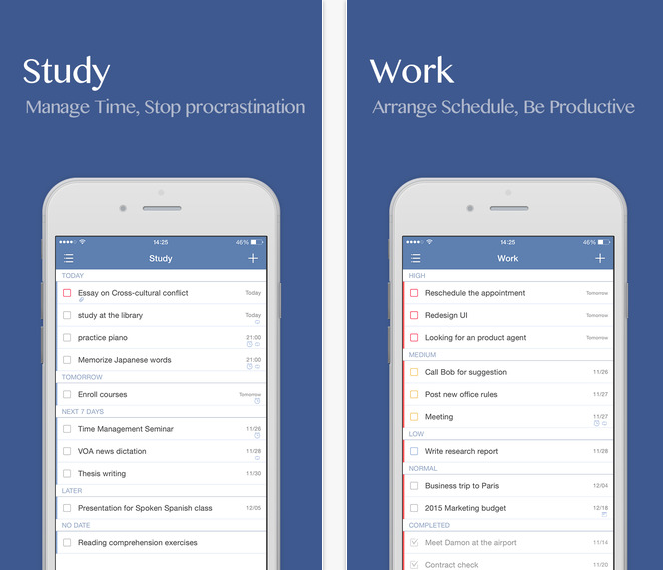 Study
Manage Time, Stop procrastination
14:25
46%
Study
TODAY
Essay on Cross-cultural conflict Today
study at the library Today
practice piano 21:00
Memorize Japanese words 21:00
TOMORROW
Enroll courses Tomorrow
NEXT 7 DAYS
Time Management Seminar 11/26
VOA news dictation 11/28
Thesis writing 11/30
LATER
Presentation for Spoken Spanish class 12/05
NO DATE
Reading comprehension exercises
Work
Arrange Schedule, Be Productive
14:25
46%
Work
HIGH
Reschedule the appointment Tomorrow
Redesign UI Tomorrow
Looking for an product agent Tomorrow
MEDIUM
Call Bob for suggestion 11/26
Post new office rules 11/27
Meeting 11/27
LOW
Write research report 11/28
NORMAL
Business trip to Paris 12/04
2015 Marketing budget 12/18
COMPLETED
Meet Damon at the airport 11/14
Contract check 11/20